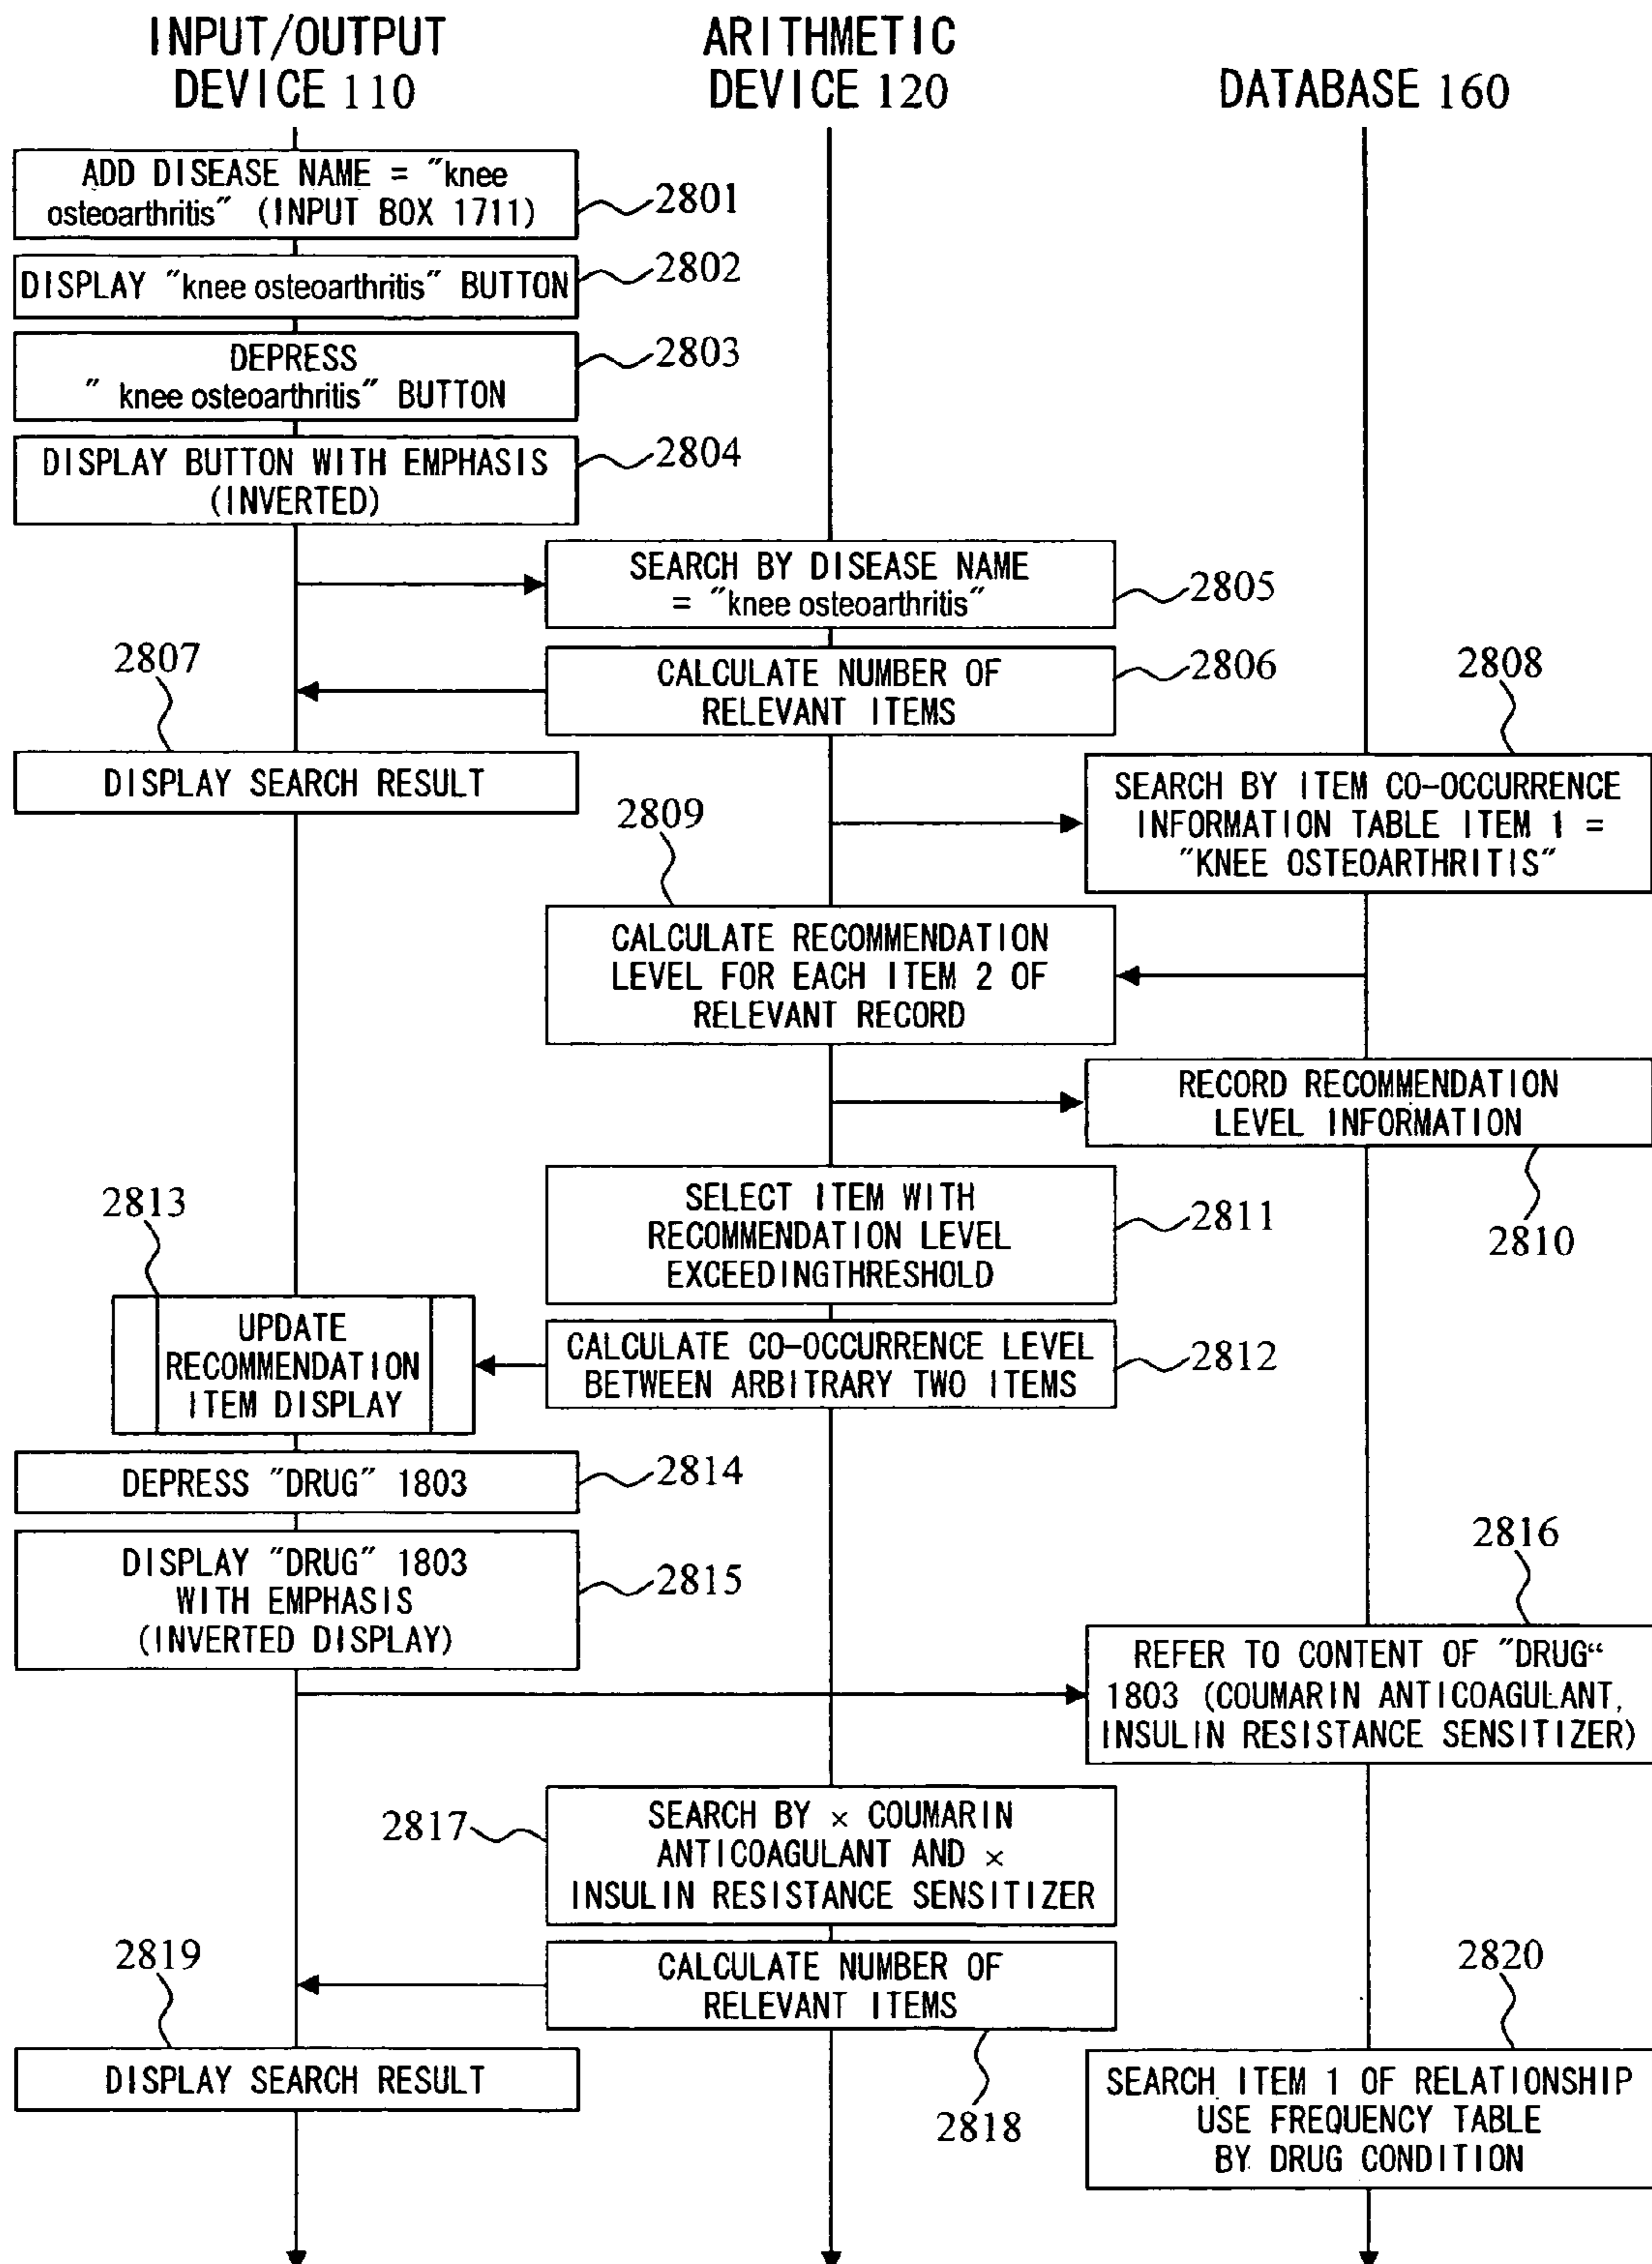 INPUT/OUTPUT
DEVICE 110
ARITHMETIC
DEVICE 120
DATABASE 160
ADD DISEASE NAME = "knee
osteoarthritis" (INPUT BOX 1711)
2801
DISPLAY "knee osteoarthritis" BUTTON
2802
DEPRESS
" knee osteoarthritis" BUTTON
2803
DISPLAY BUTTON WITH EMPHASIS
(INVERTED)
2804
SEARCH BY DISEASE NAME
= "knee osteoarthritis"
2805
CALCULATE NUMBER OF
RELEVANT ITEMS
2806
2807
DISPLAY SEARCH RESULT
2808
SEARCH BY ITEM CO-OCCURRENCE
INFORMATION TABLE ITEM 1 =
"KNEE OSTEOARTHRITIS"
2809
CALCULATE RECOMMENDATION
LEVEL FOR EACH ITEM 2 OF
RELEVANT RECORD
RECORD RECOMMENDATION
LEVEL INFORMATION
2810
SELECT ITEM WITH
RECOMMENDATION LEVEL
EXCEEDINGTHRESHOLD
2811
CALCULATE CO-OCCURRENCE LEVEL
BETWEEN ARBITRARY TWO ITEMS
2812
2813
UPDATE
RECOMMENDATION
ITEM DISPLAY
DEPRESS "DRUG" 1803
2814
DISPLAY "DRUG" 1803
WITH EMPHASIS
(INVERTED DISPLAY)
2815
2816
REFER TO CONTENT OF "DRUG“
1803 (COUMARIN ANTICOAGULANT,
INSULIN RESISTANCE SENSITIZER)
2817
SEARCH BY × COUMARIN
ANTICOAGULANT AND ×
INSULIN RESISTANCE SENSITIZER
CALCULATE NUMBER OF
RELEVANT ITEMS
2818
2819
DISPLAY SEARCH RESULT
2820
SEARCH ITEM 1 OF RELATIONSHIP
USE FREQUENCY TABLE
BY DRUG CONDITION